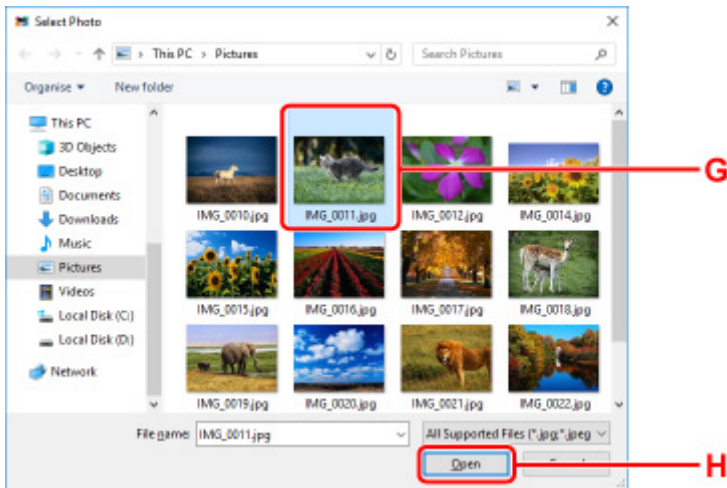 Select Photo
This PC > Pictures
Search Pictures
Organise
New folder
This PC
3D Objects
Desktop
Documents
Downloads
Music
Pictures
Videos
Local Disk (C:)
Local Disk (D:)
Network
IMG_0010.jpg
IMG_0011.jpg
IMG_0012.jpg
IMG_0014.jpg
IMG_0015.jpg
IMG_0016.jpg
IMG_0017.jpg
IMG_0018.jpg
IMG_0019.jpg
IMG_0020.jpg
IMG_0021.jpg
IMG_0022.jpg
G
File name: IMG_0011.jpg
All Supported Files (*.jpg;*.jpeg
Open
H